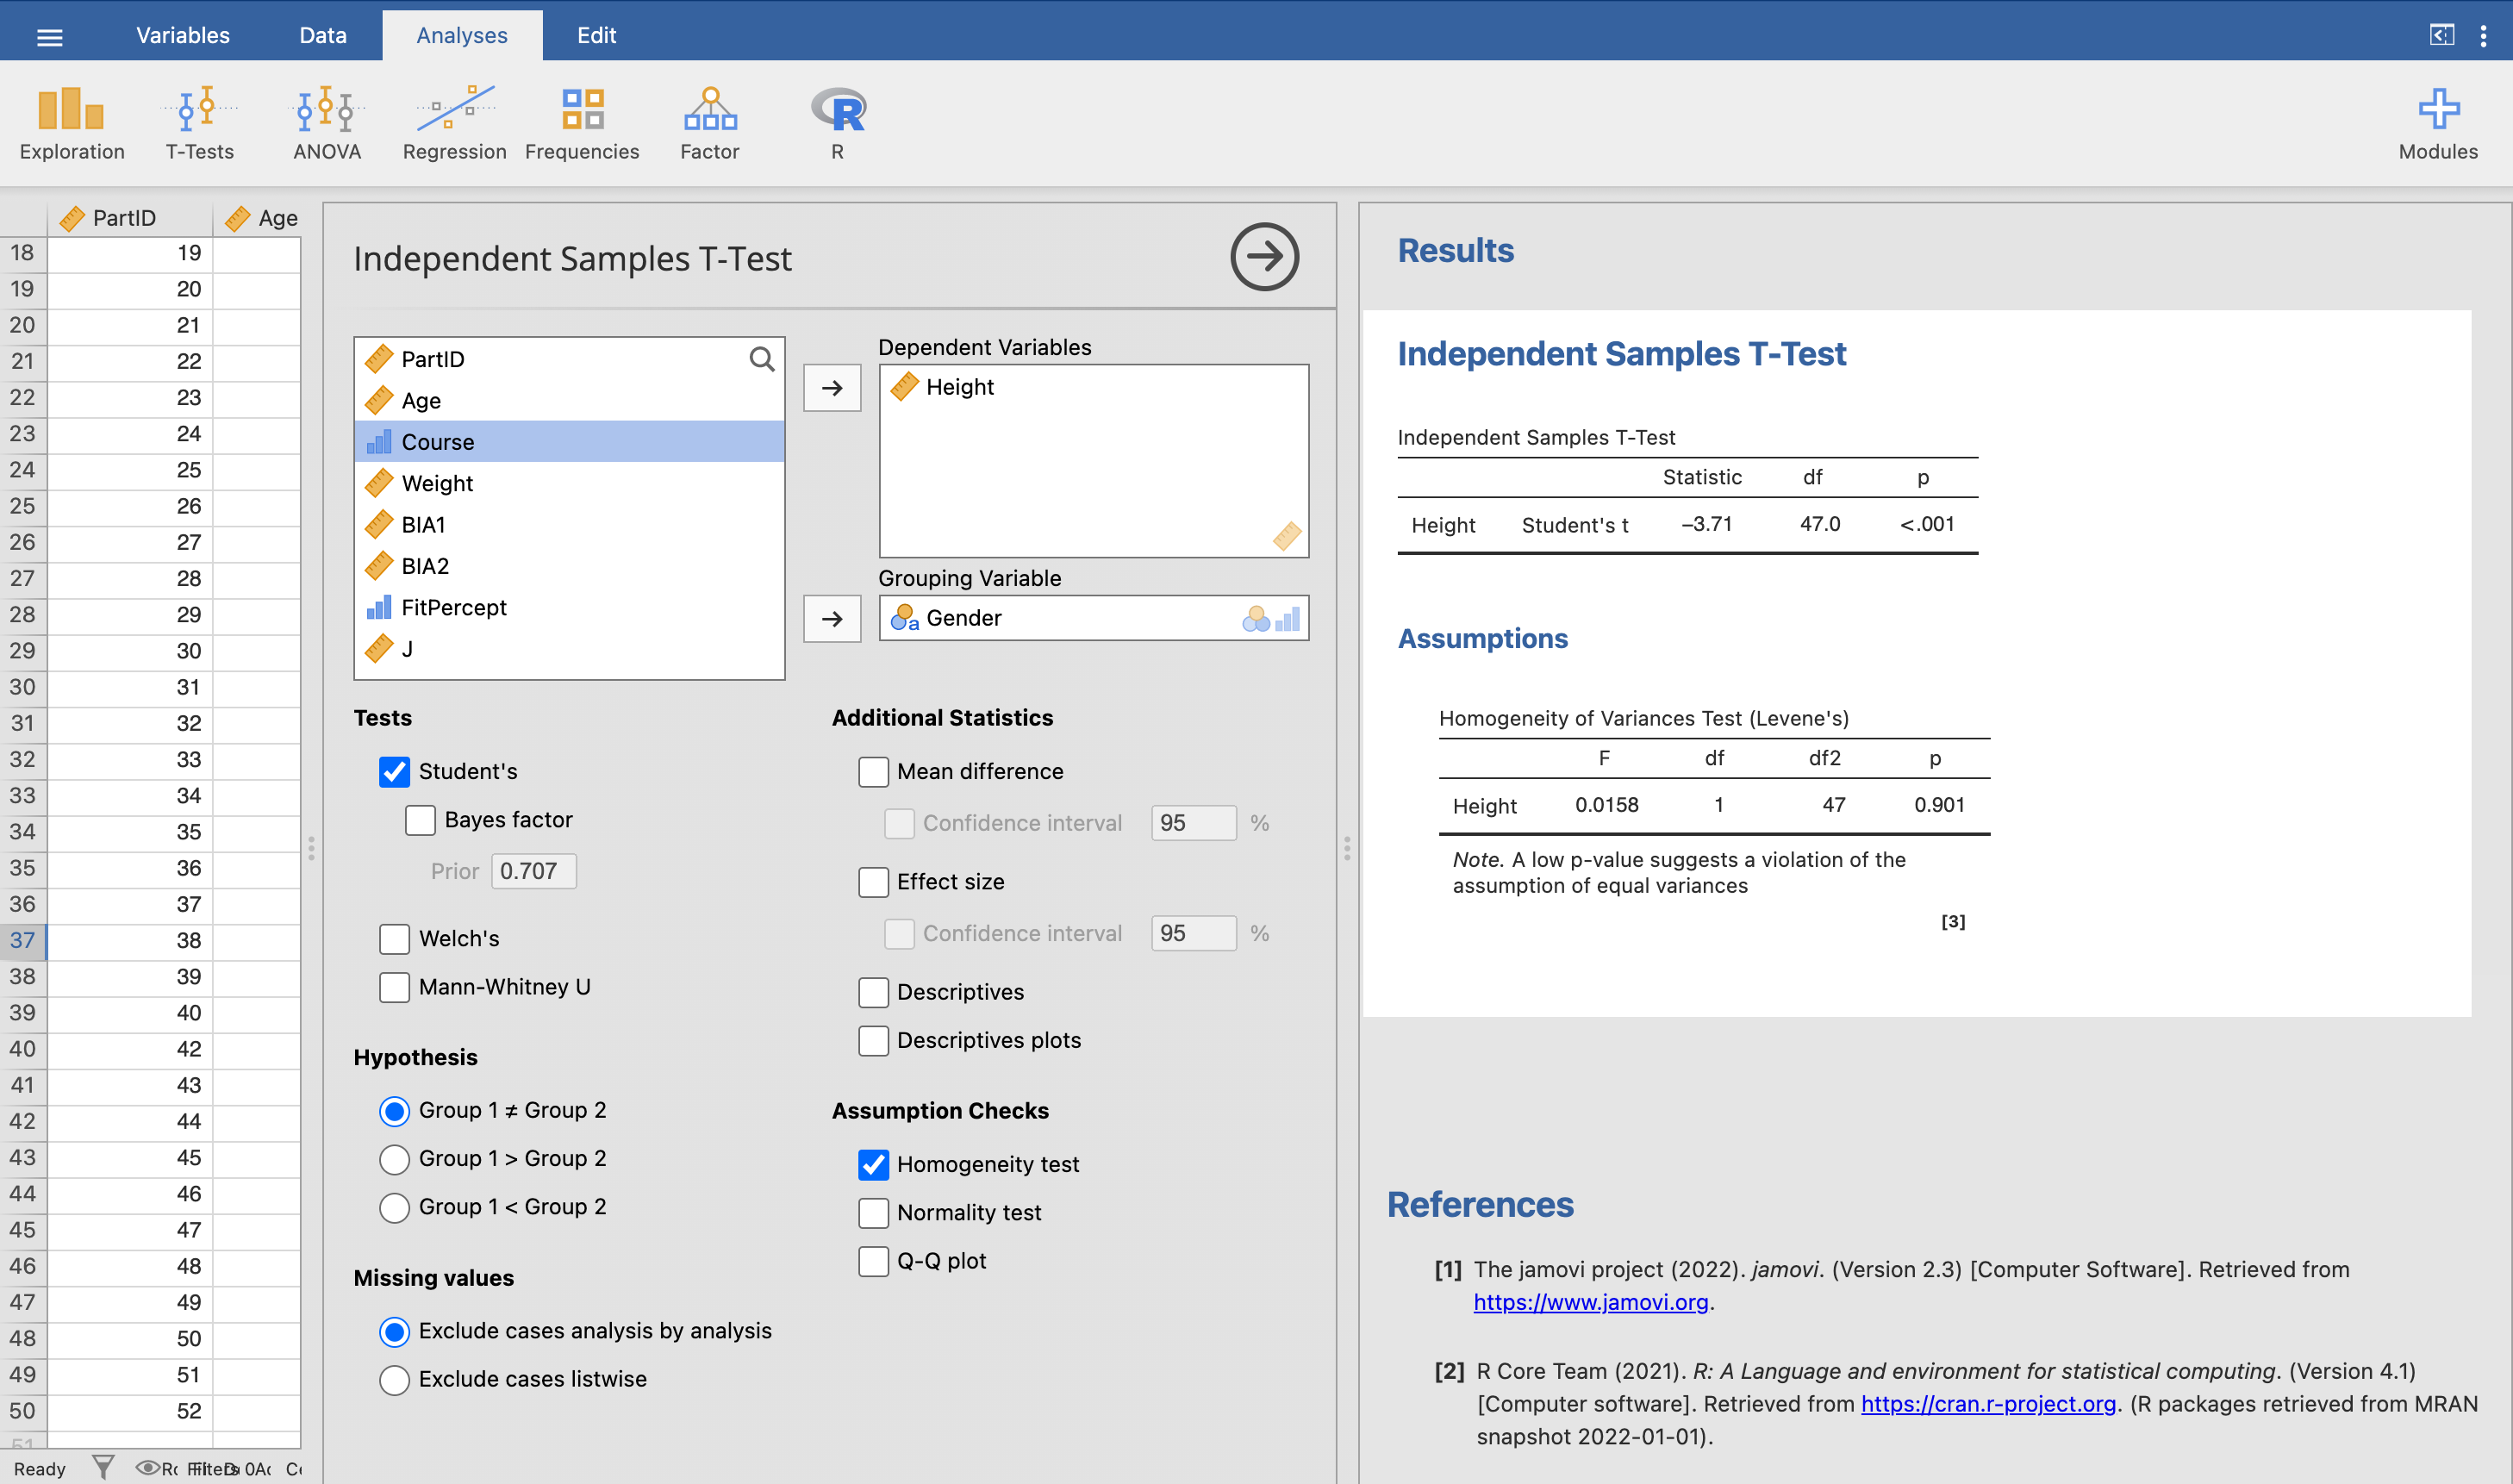 Variables Data Analyses Edit
Exploration T-Tests ANOVA Regression Frequencies Factor R Modules
PartID Age
18 19
19 20
20 21
21 22
22 23
23 24
24 25
25 26
26 27
27 28
28 29
29 30
30 31
31 32
32 33
33 34
34 35
35 36
36 37
37 38
38 39
39 40
40 42
41 43
42 44
43 45
44 46
45 47
46 48
47 49
48 50
49 51
50 52
51
Ready
Independent Samples T-Test
PartID
Age
Course
Weight
BIA1
BIA2
FitPercept
J
Dependent Variables
Height
Grouping Variable
a Gender
Tests
Student's
Bayes factor
Prior 0.707
Welch's
Mann-Whitney U
Hypothesis
Group 1 ≠ Group 2
Group 1 > Group 2
Group 1 < Group 2
Missing values
Exclude cases analysis by analysis
Exclude cases listwise
Additional Statistics
Mean difference
Confidence interval 95 %
Effect size
Confidence interval 95 %
Descriptives
Descriptives plots
Assumption Checks
Homogeneity test
Normality test
Q-Q plot
Results
Independent Samples T-Test
Independent Samples T-Test
Statistic df p
Height Student's t −3.71 47.0 <.001
Assumptions
Homogeneity of Variances Test (Levene's)
F df df2 p
Height 0.0158 1 47 0.901
Note. A low p-value suggests a violation of the
assumption of equal variances
[3]
References
[1] The jamovi project (2022). jamovi. (Version 2.3) [Computer Software]. Retrieved from
https://www.jamovi.org.
[2] R Core Team (2021). R: A Language and environment for statistical computing. (Version 4.1)
[Computer software]. Retrieved from https://cran.r-project.org. (R packages retrieved from MRAN
snapshot 2022-01-01).